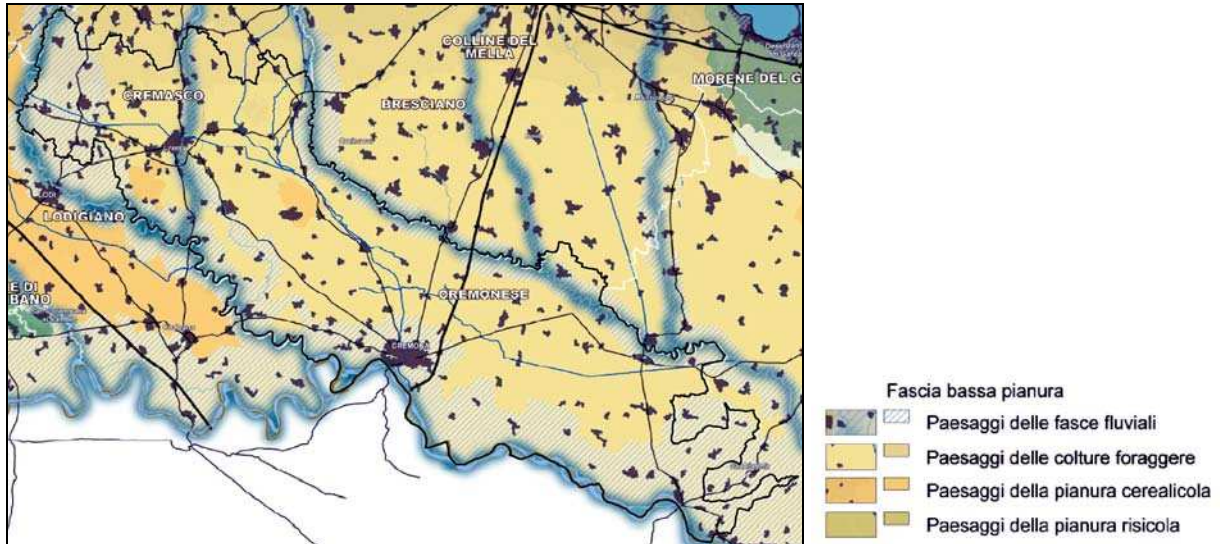 COLLINE DEL
MELLA
MORENE DEL G
CREMASCO
BRESCIANO
LODI
LODIGIANO
E DI
BANO
CREMONESE
CREMONA
Fascia bassa pianura
Paesaggi delle fasce fluviali
Paesaggi delle colture foraggere
Paesaggi della pianura cerealicola
Paesaggi della pianura risicola